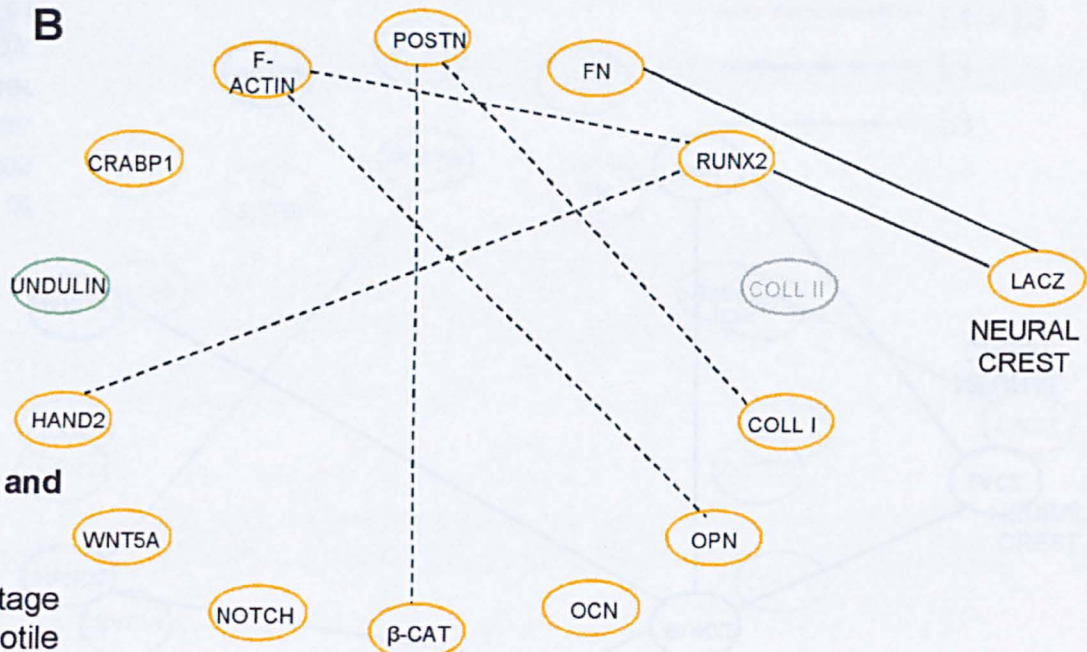 B
POSTN
F-
ACTIN
FN
CRABP1
RUNX2
UNDULIN
COLL II
LACZ
NEURAL
CREST
HAND2
COLL I
and
WNT5A
OPN
tage
NOTCH
OCN
β-CAT
otile